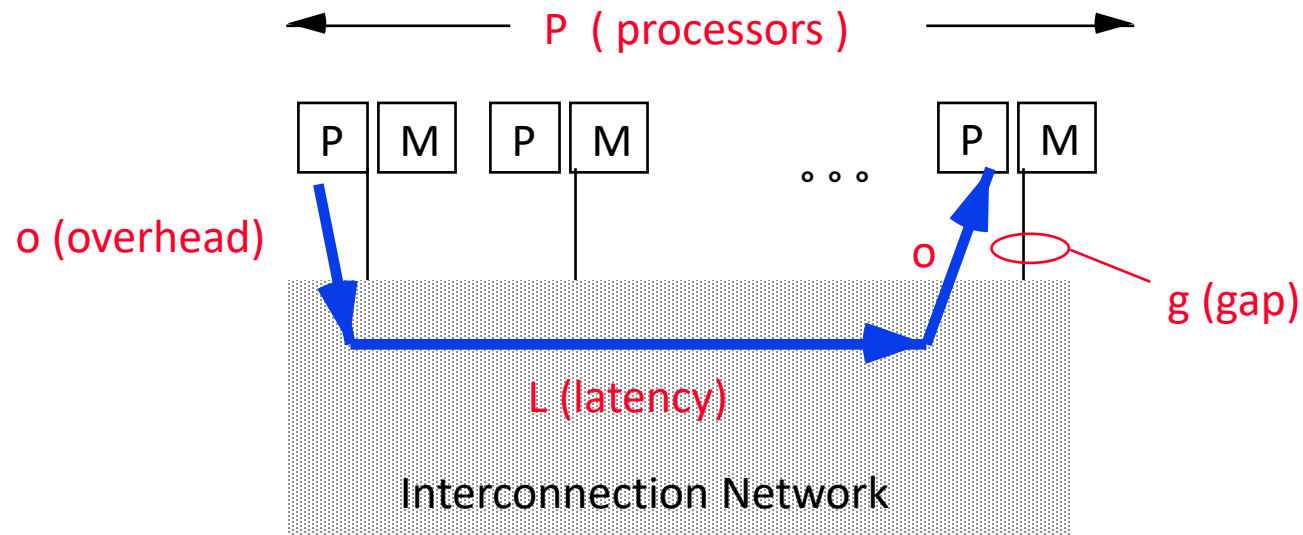 P ( processors )
P M P M P M
° ° °
o (overhead)
o
g (gap)
L (latency)
Interconnection Network